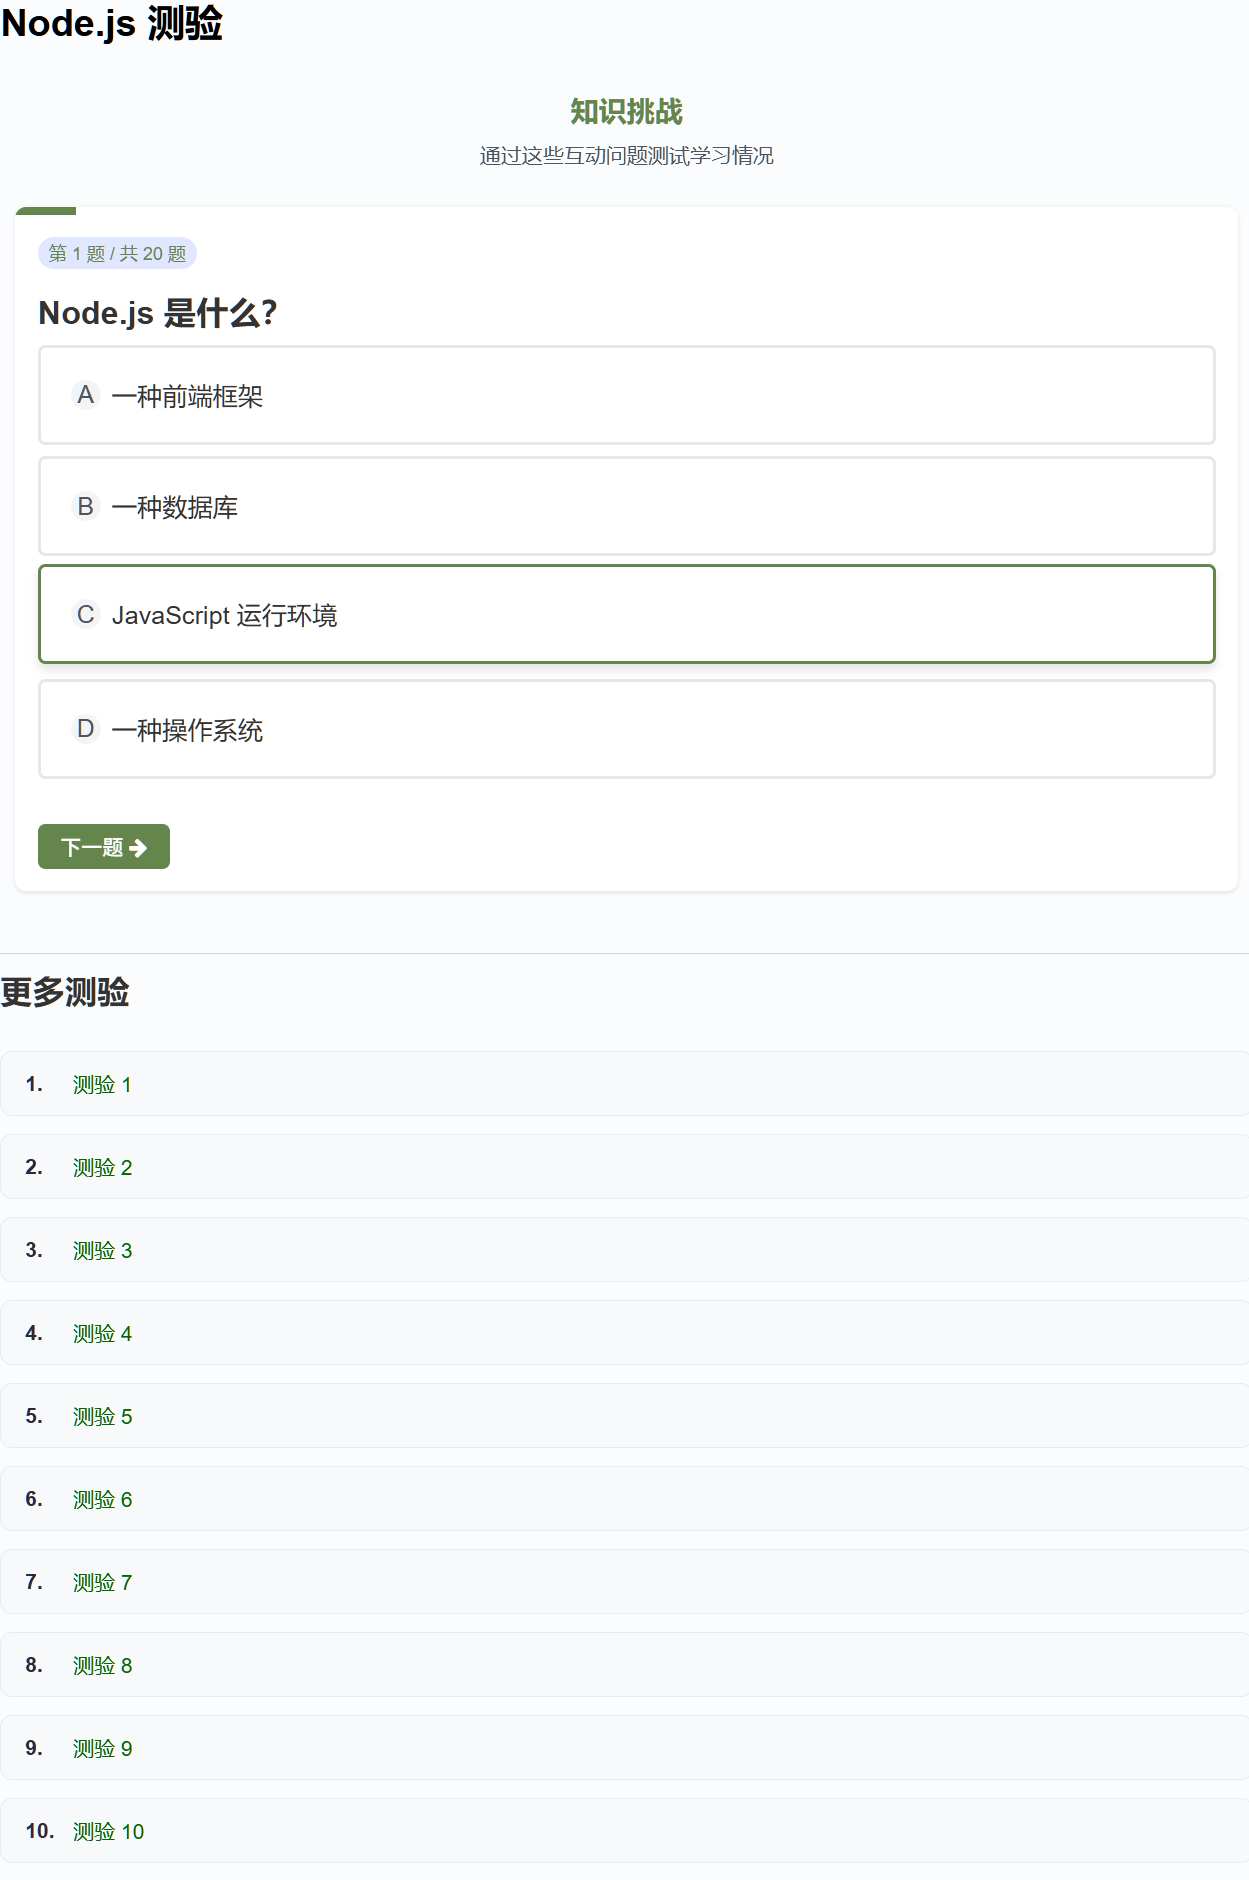 Node.js 测验
知识挑战
通过这些互动问题测试学习情况
第 1 题 / 共 20 题
Node.js 是什么？
A 一种前端框架
B 一种数据库
C JavaScript 运行环境
D 一种操作系统
下一题
更多测验
1. 测验 1
2. 测验 2
3. 测验 3
4. 测验 4
5. 测验 5
6. 测验 6
7. 测验 7
8. 测验 8
9. 测验 9
10. 测验 10